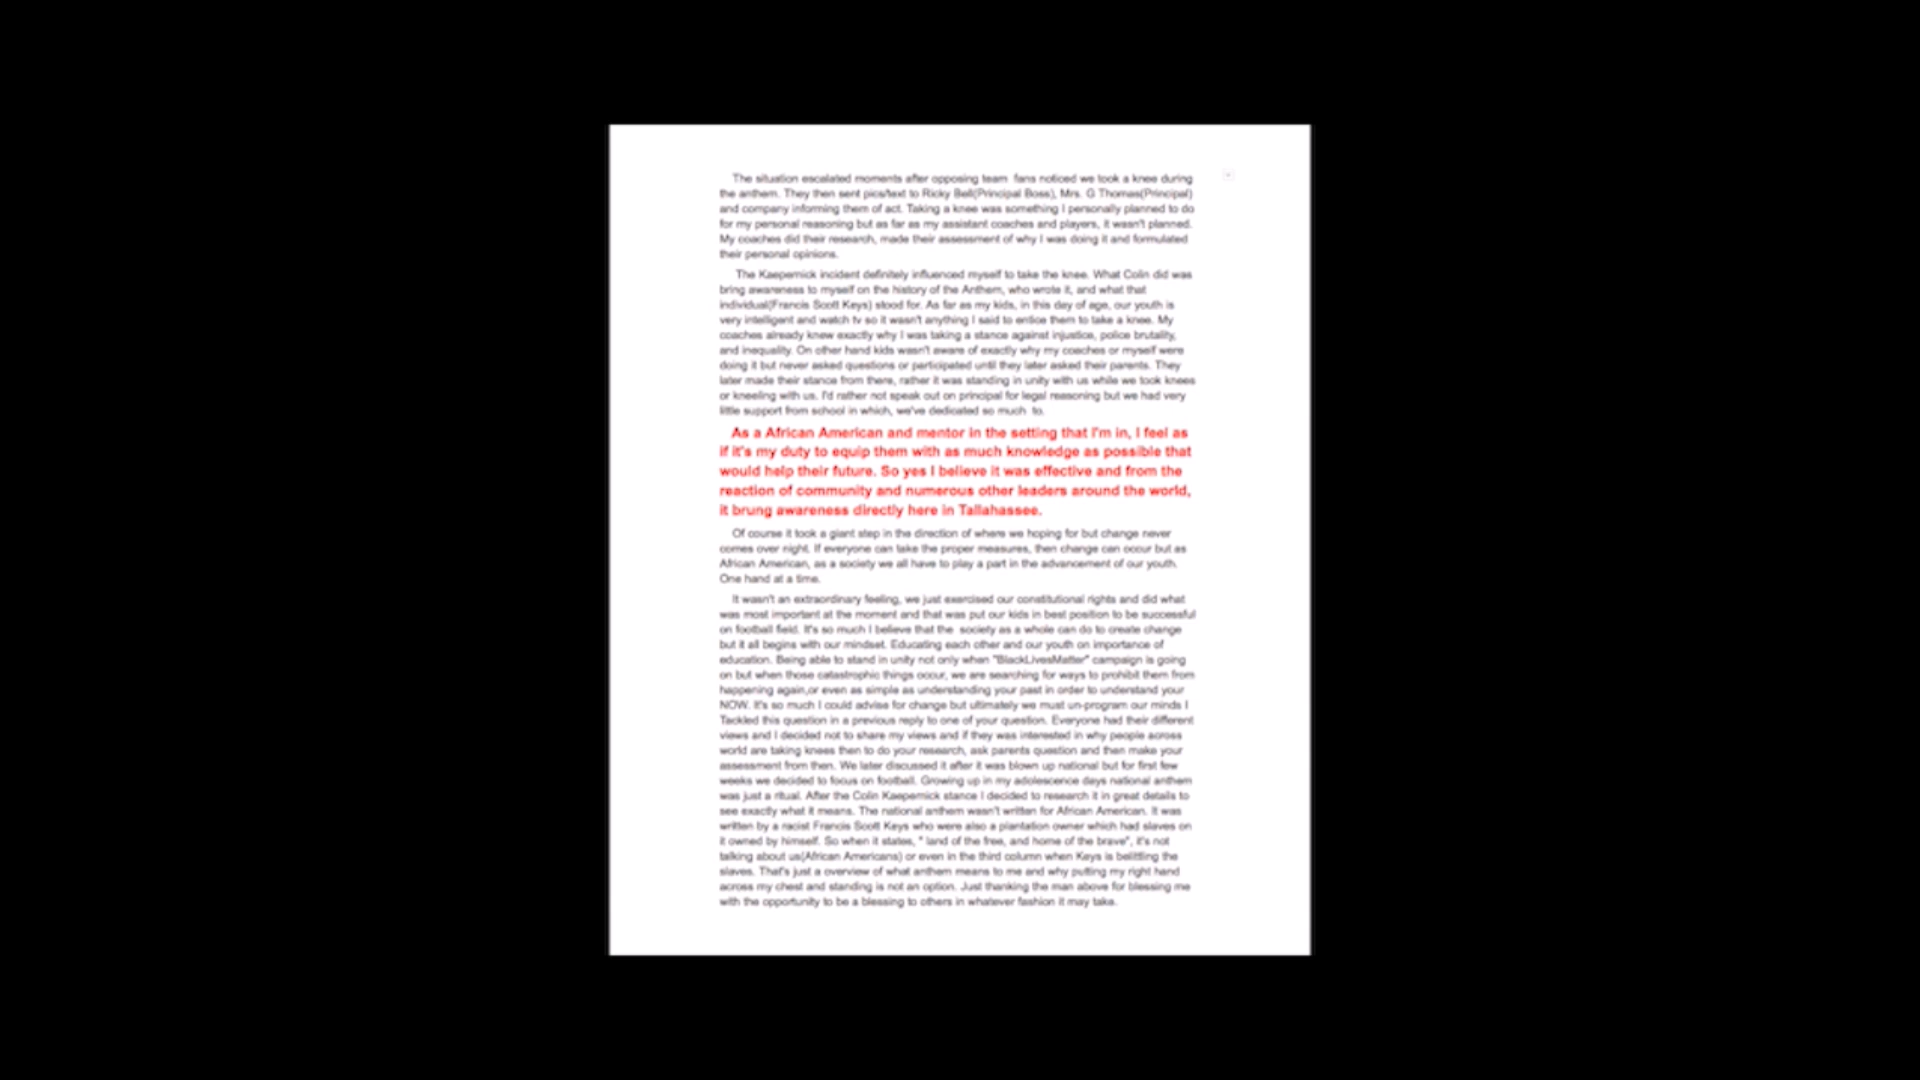 The situation escalated moments after opposing team fans noticed we took a knee during
the anthem. They then sent pics/text to Ricky Bell(Principal Boss), Mrs. G Thomas(Principal)
and company informing them of act. Taking a knee was something I personally planned to do
for my personal reasoning but as far as my assistant coaches and players, it wasn't planned.
My coaches did their research, made their assessment of why I was doing it and formulated
their personal opinions.
The Kaepernick incident definitely influenced myself to take the knee. What Colin did was
bring awareness to myself on the history of the Anthem, who wrote it, and what that
individual(Francis Scott Keys) stood for. As far as my kids, in this day of age, our youth is
very intelligent and watch tv so it wasn't anything I said to entice them to take a knee. My
coaches already knew exactly why I was taking a stance against injustice, police brutality,
and inequality. On other hand kids wasn't aware of exactly why my coaches or myself were
doing it but never asked questions or participated until they later asked their parents. They
later made their stance from there, rather it was standing in unity with us while we took knees
or kneeling with us. I'd rather not speak out on principal for legal reasoning but we had very
little support from school in which, we've dedicated so much to.
As a African American and mentor in the setting that I'm in, I feel as
if it's my duty to equip them with as much knowledge as possible that
would help their future. So yes I believe it was effective and from the
reaction of community and numerous other leaders around the world,
it brung awareness directly here in Tallahassee.
Of course it took a giant step in the direction of where we hoping for but change never
comes over night. If everyone can take the proper measures, then change can occur but as
African American, as a society we all have to play a part in the advancement of our youth.
One hand at a time.
It wasn't an extraordinary feeling, we just exercised our constitutional rights and did what
was most important at the moment and that was put our kids in best position to be successful
on football field. It's so much I believe that the society as a whole can do to create change
but it all begins with our mindset. Educating each other and our youth on importance of
education. Being able to stand in unity not only when "BlackLivesMatter" campaign is going
on but when those catastrophic things occur, we are searching for ways to prohibit them from
happening again,or even as simple as understanding your past in order to understand your
NOW. It's so much I could advise for change but ultimately we must un-program our minds I
Tackled this question in a previous reply to one of your question. Everyone had their different
views and I decided not to share my views and if they was interested in why people across
world are taking knees then to do your research, ask parents question and then make your
assessment from then. We later discussed it after it was blown up national but for first few
weeks we decided to focus on football. Growing up in my adolescence days national anthem
was just a ritual. After the Colin Kaepernick stance I decided to research it in great details to
see exactly what it means. The national anthem wasn't written for African American. It was
written by a racist Francis Scott Keys who were also a plantation owner which had slaves on
it owned by himself. So when it states, " land of the free, and home of the brave", it's not
talking about us(African Americans) or even in the third column when Keys is belittling the
slaves. That's just a overview of what anthem means to me and why putting my right hand
across my chest and standing is not an option. Just thanking the man above for blessing me
with the opportunity to be a blessing to others in whatever fashion it may take.